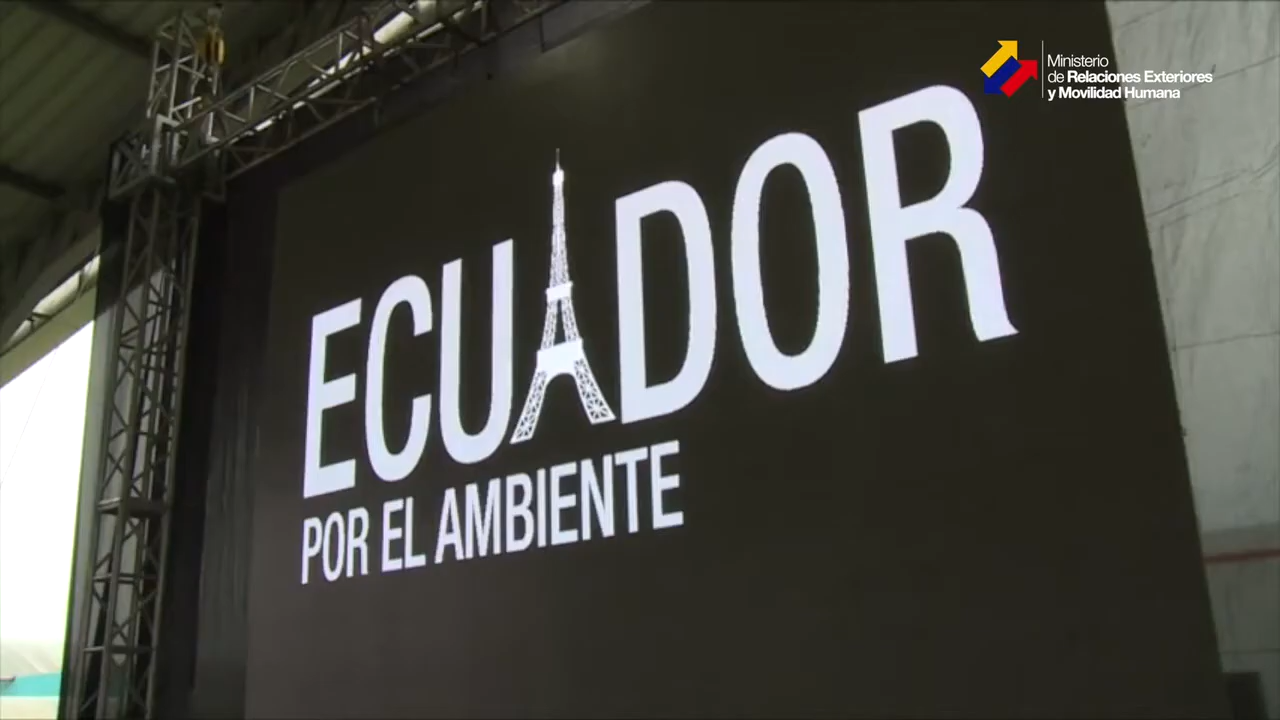 Ministerio
de Relaciones Exteriores
y Movilidad Humana
ECUADOR
POR EL AMBIENTE